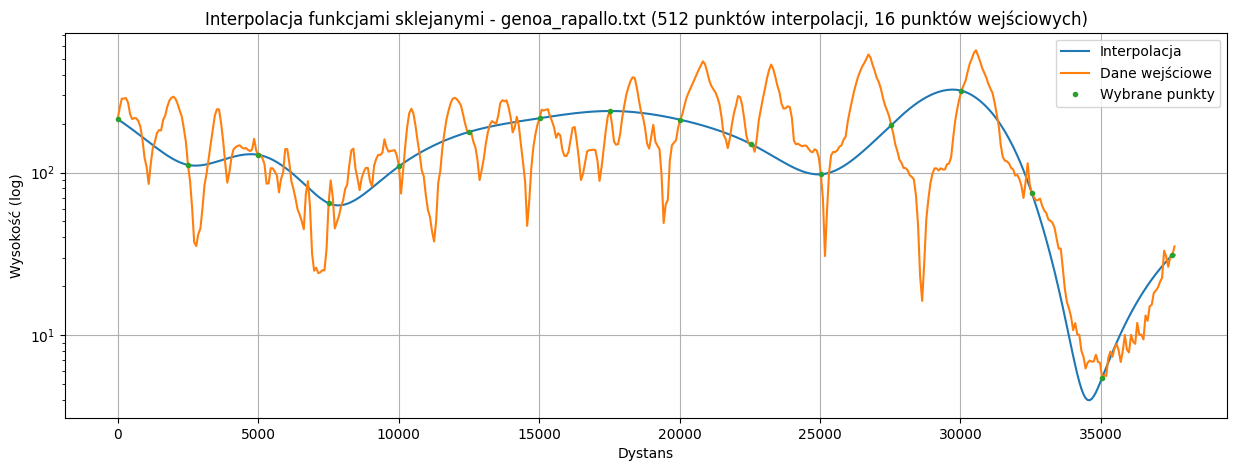 Interpolacja funkcjami sklejanymi - genoa_rapallo.txt (512 punktów interpolacji, 16 punktów wejściowych)
Interpolacja
Dane wejściowe
Wybrane punkty
Wysokość (log)
10²
10¹
0 5000 10000 15000 20000 25000 30000 35000
Dystans